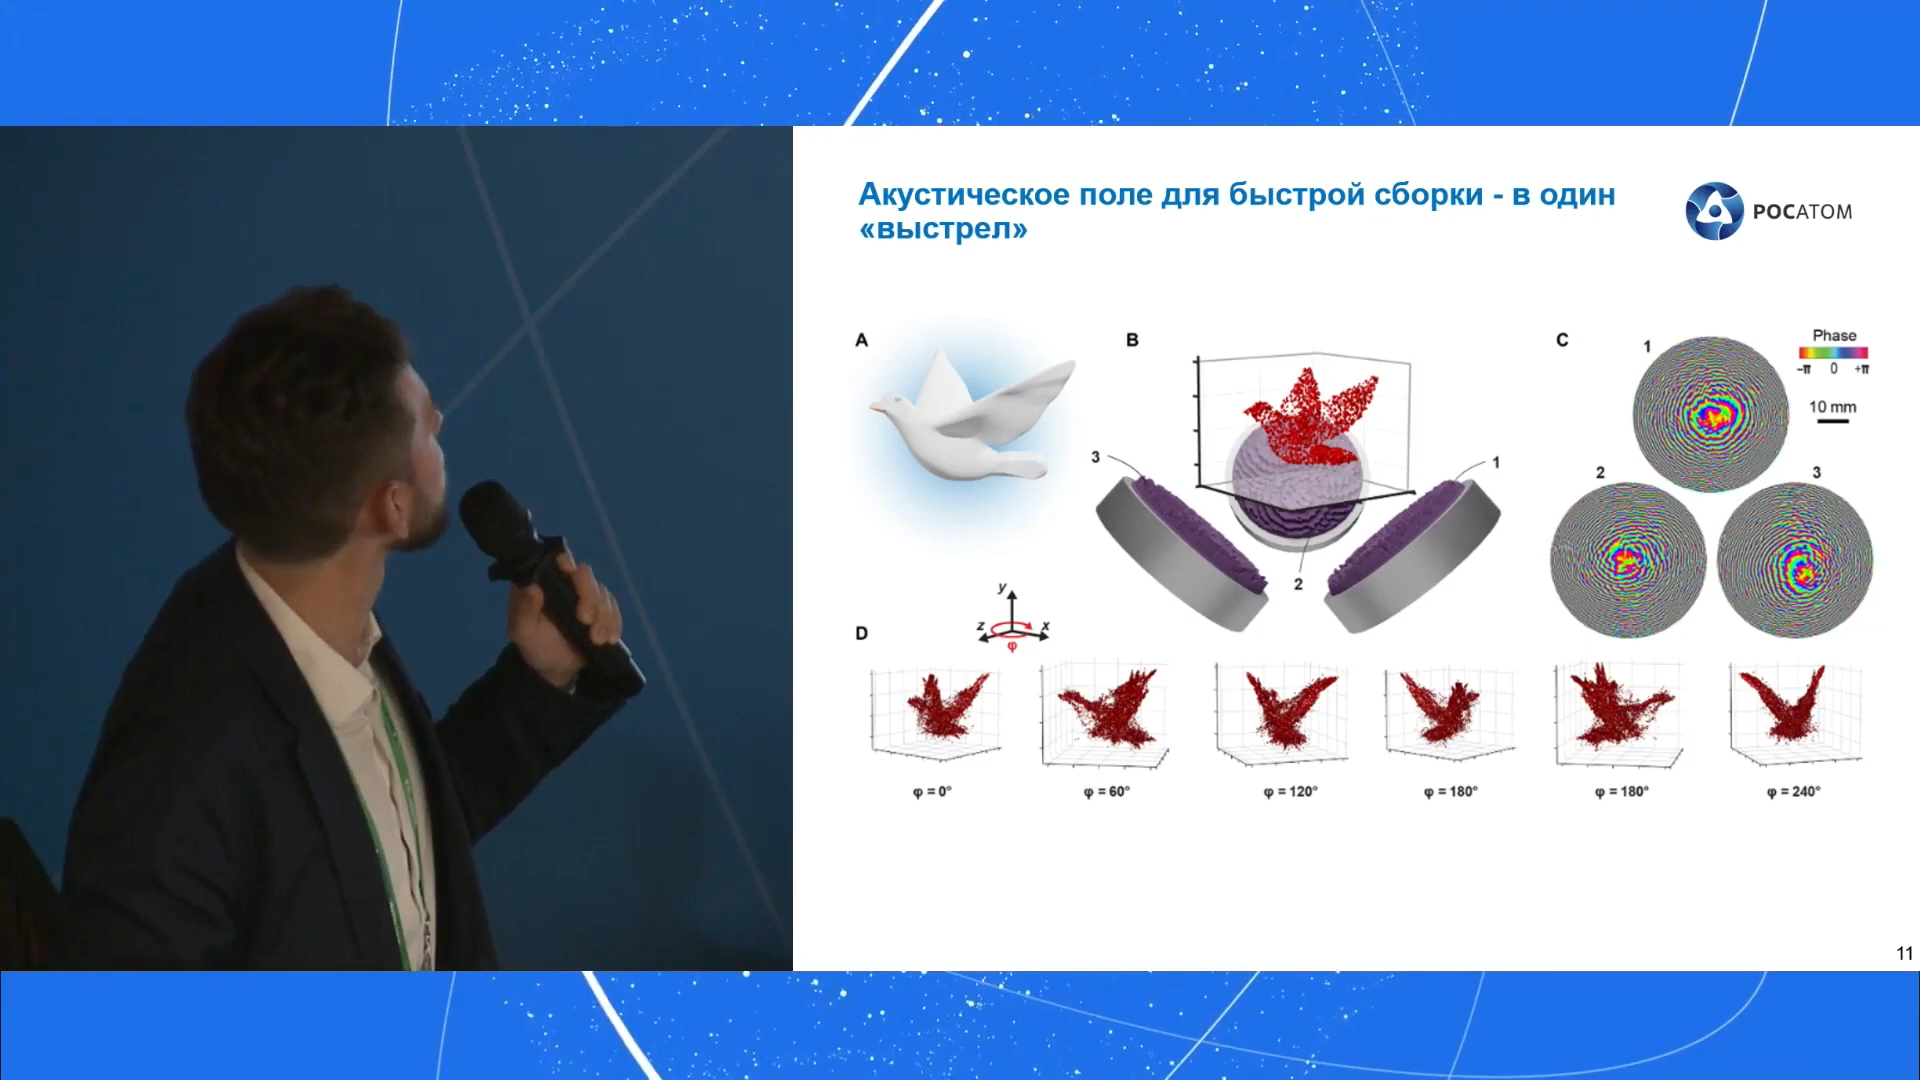 Акустическое поле для быстрой сборки - в один
«выстрел»
РОСАТОМ
A
B
C
1
Phase
-π 0 +π
10 mm
2
3
3
1
2
D
y
z
x
φ
φ = 0°
φ = 60°
φ = 120°
φ = 180°
φ = 180°
φ = 240°
11